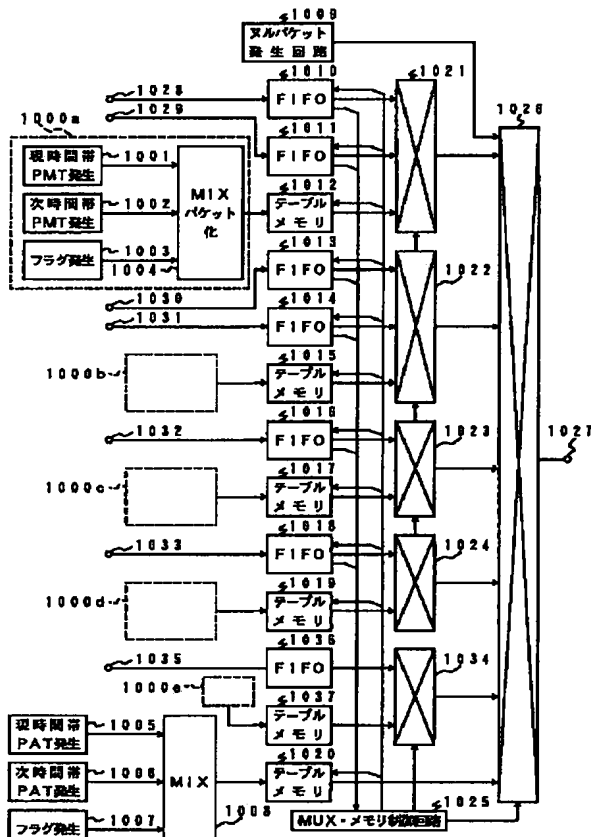 1009
ヌルパケット
発生回路
1028
1010
FIFO
1021
1029
1026
1000a
1011
FIFO
現時間帯
PMT発生
1001
MIX
パケット
化
1012
テーブル
メモリ
次時間帯
PMT発生
1002
フラグ発生
1003
1004
1013
FIFO
1022
1030
1014
FIFO
1031
1000b
1015
テーブル
メモリ
1016
FIFO
1032
1023
1027
1000c
1017
テーブル
メモリ
1018
FIFO
1033
1024
1000d
1019
テーブル
メモリ
1036
FIFO
1035
1034
1000e
1037
テーブル
メモリ
現時間帯
PAT発生
1005
1020
テーブル
メモリ
次時間帯
PAT発生
1006
MIX
フラグ発生
1007
1008
1025
MUX・メモリ制御回路